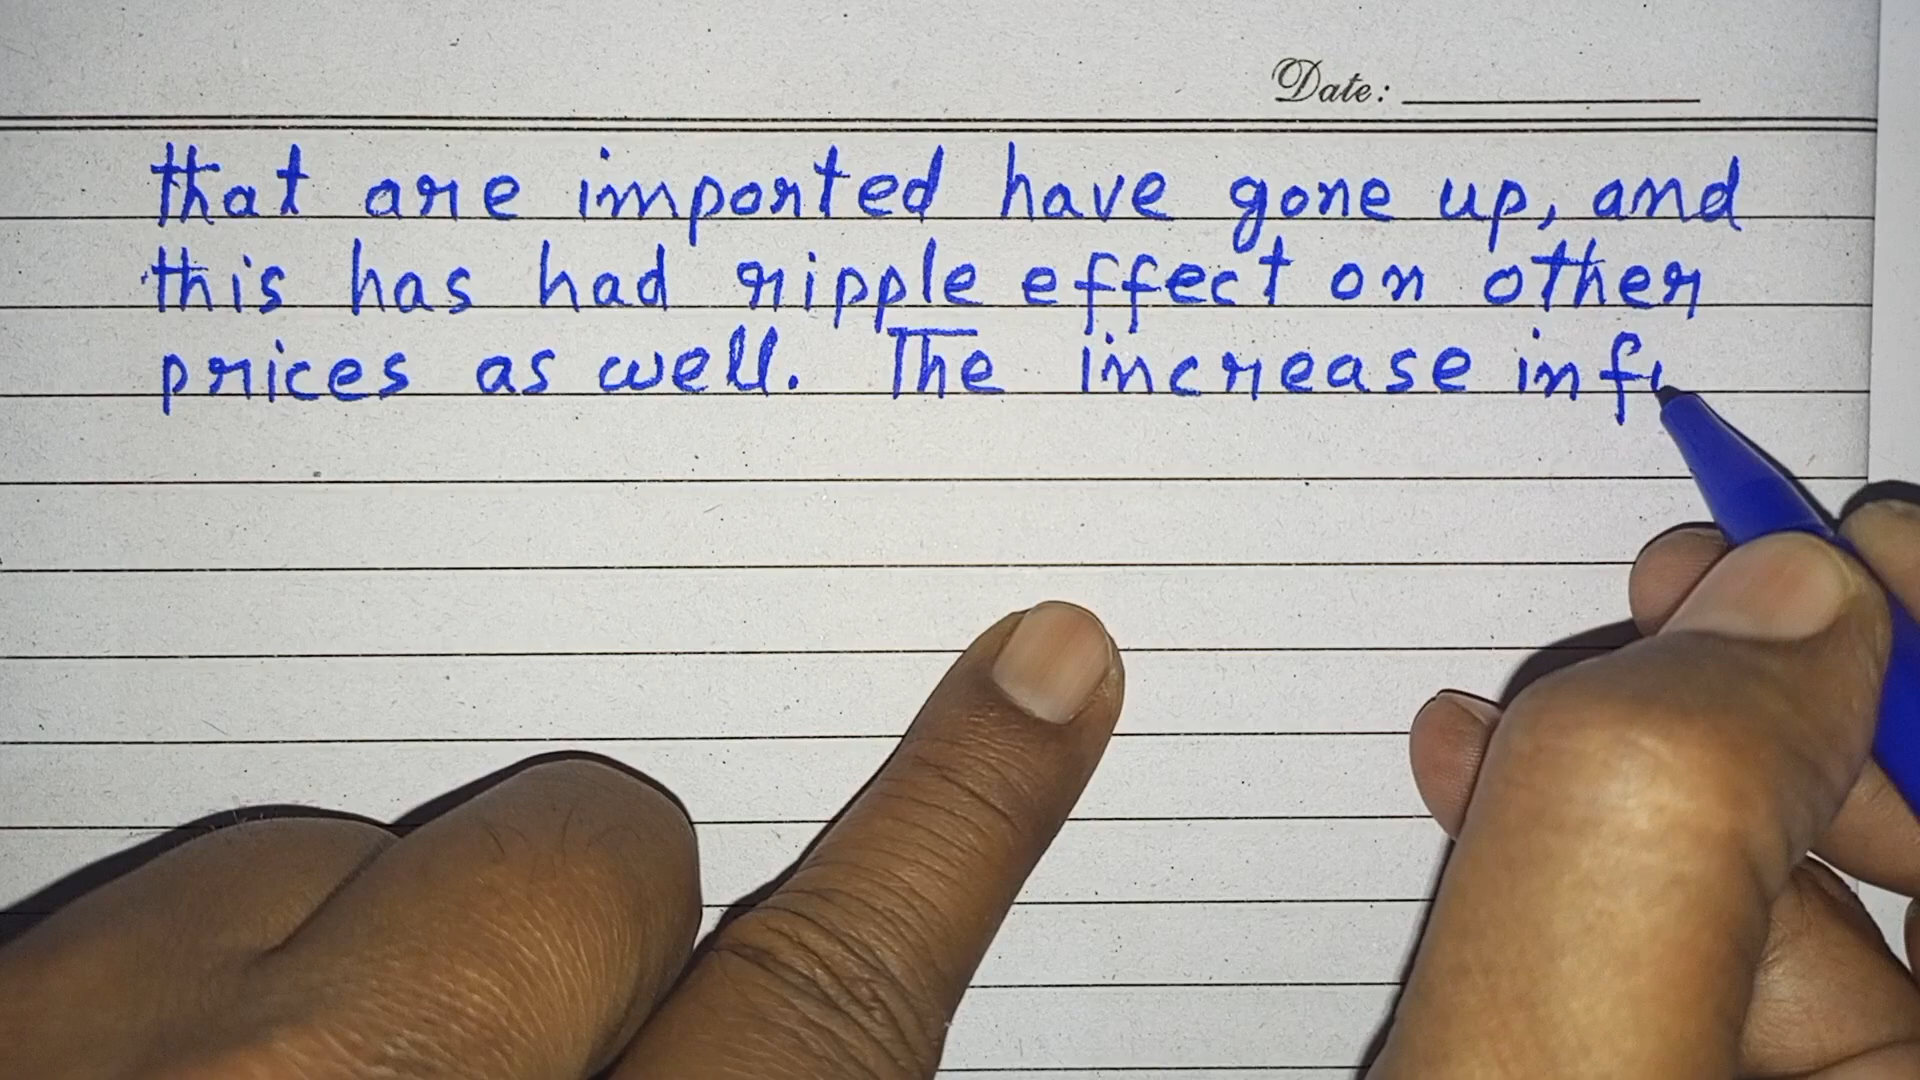 Date:
that are imported have gone up, and
this has had ripple effect on other
prices as well. The increase in